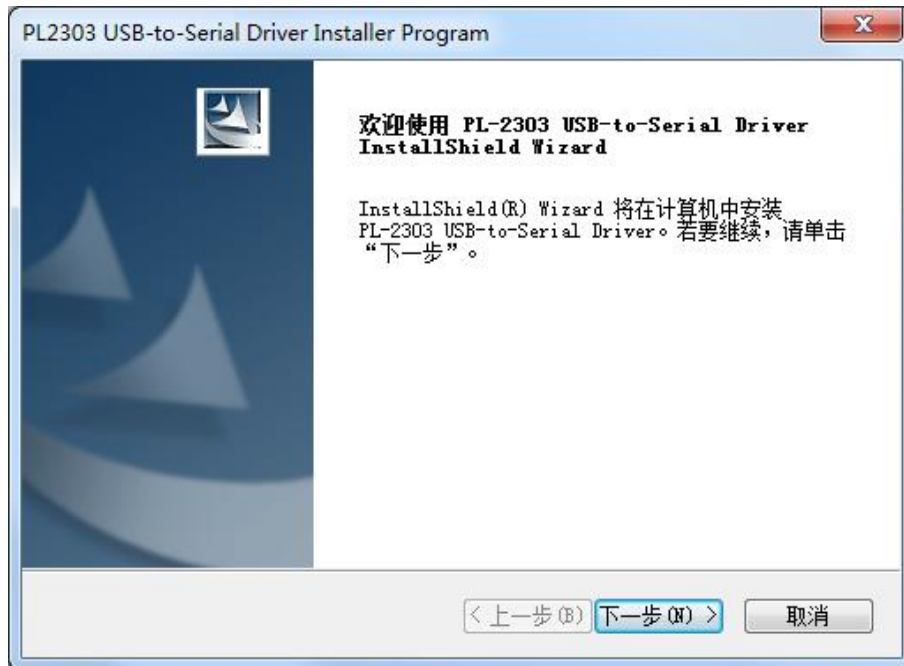 PL2303 USB-to-Serial Driver Installer Program
欢迎使用 PL-2303 USB-to-Serial Driver
InstallShield Wizard
InstallShield(R) Wizard 将在计算机中安装
PL-2303 USB-to-Serial Driver。若要继续，请单击
“下一步”。
< 上一步(B) 下一步(N) > 取消